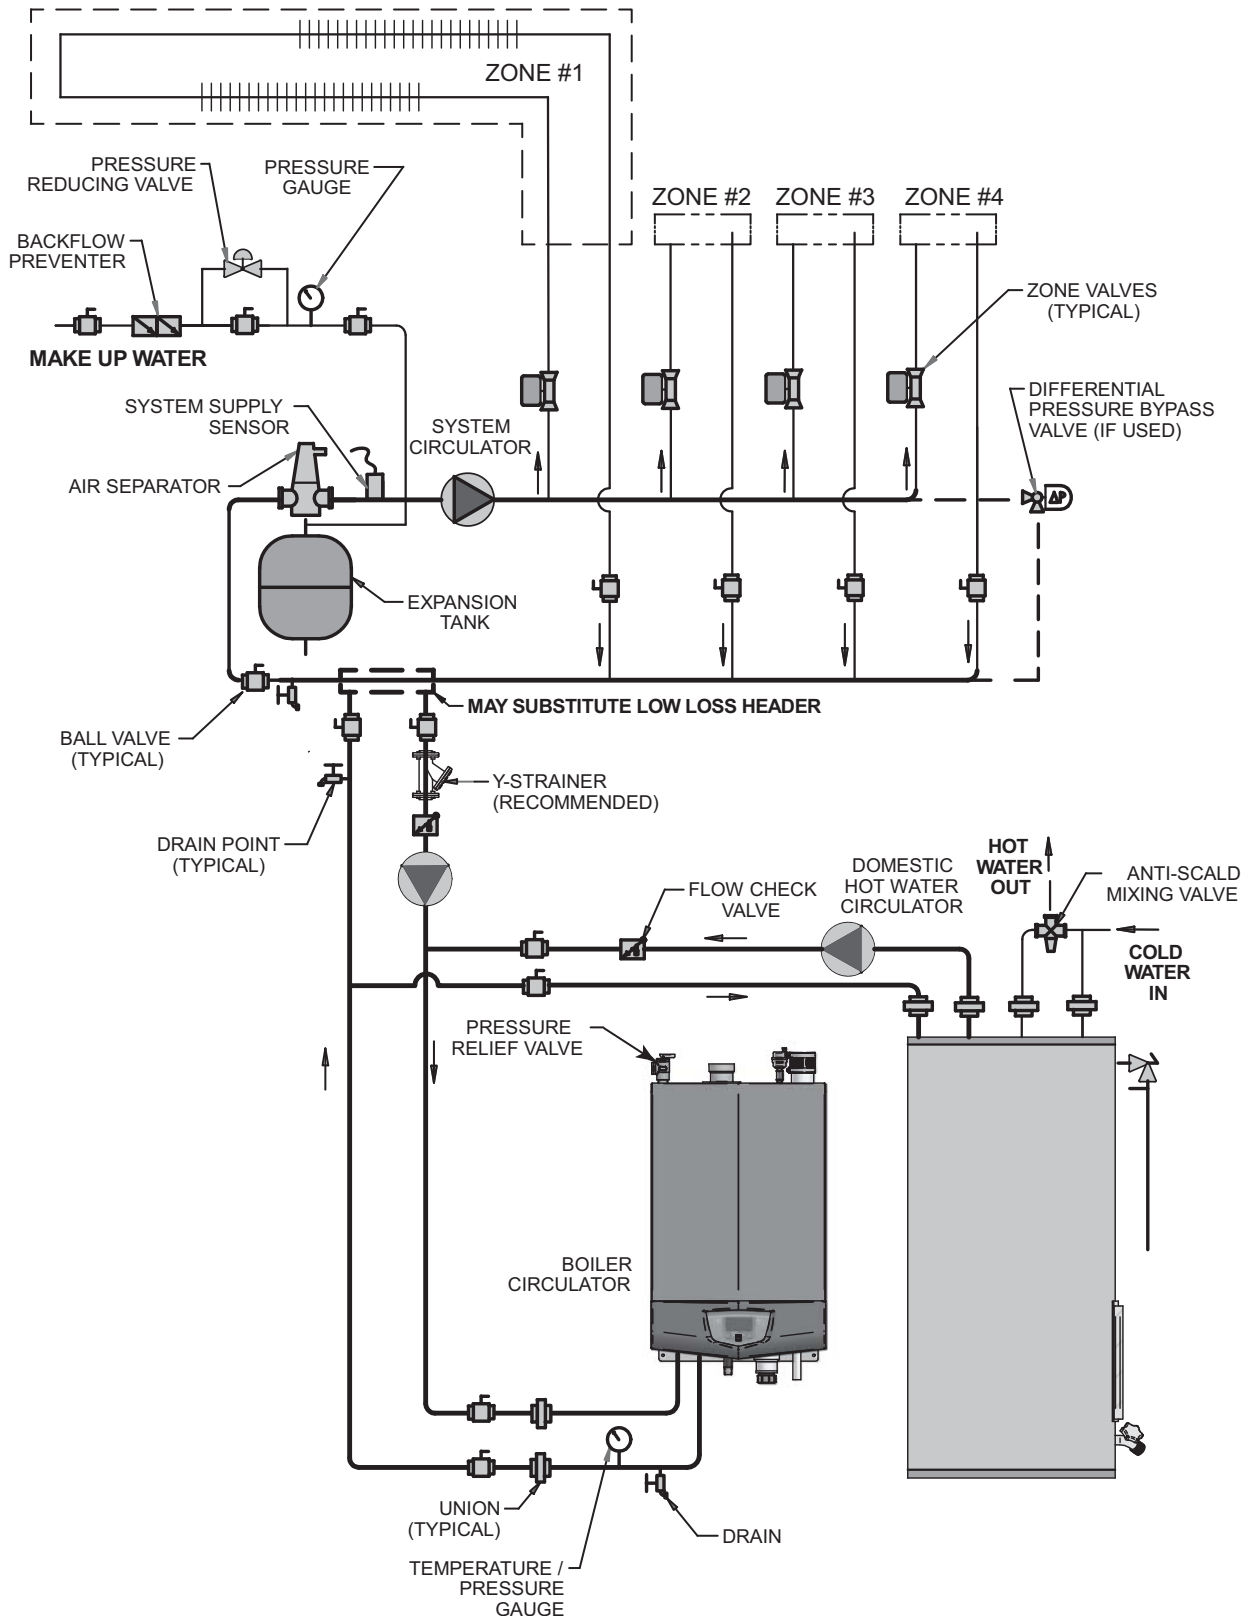 ZONE #1
PRESSURE
REDUCING VALVE
PRESSURE
GAUGE
ZONE #2
ZONE #3
ZONE #4
BACKFLOW
PREVENTER
ZONE VALVES
(TYPICAL)
MAKE UP WATER
SYSTEM SUPPLY
SENSOR
SYSTEM
CIRCULATOR
DIFFERENTIAL
PRESSURE BYPASS
VALVE (IF USED)
AIR SEPARATOR
ΔP
EXPANSION
TANK
MAY SUBSTITUTE LOW LOSS HEADER
BALL VALVE
(TYPICAL)
Y-STRAINER
(RECOMMENDED)
DRAIN POINT
(TYPICAL)
HOT
WATER
OUT
DOMESTIC
HOT WATER
CIRCULATOR
ANTI-SCALD
MIXING VALVE
FLOW CHECK
VALVE
COLD
WATER
IN
PRESSURE
RELIEF VALVE
BOILER
CIRCULATOR
UNION
(TYPICAL)
DRAIN
TEMPERATURE /
PRESSURE
GAUGE